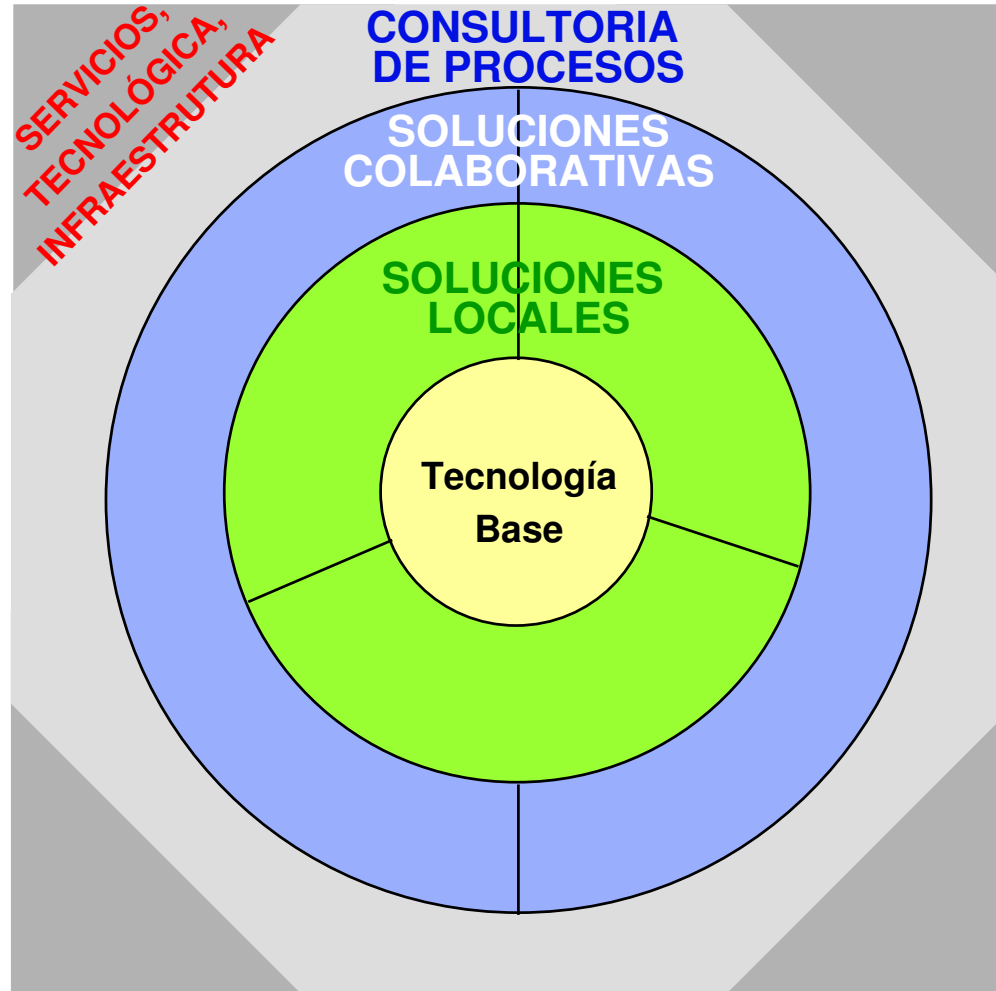 SERVICIOS,
TECNOLÓGICA,
INFRAESTRUTURA
CONSULTORIA
DE PROCESOS
SOLUCIONES
COLABORATIVAS
SOLUCIONES
LOCALES
Tecnología
Base